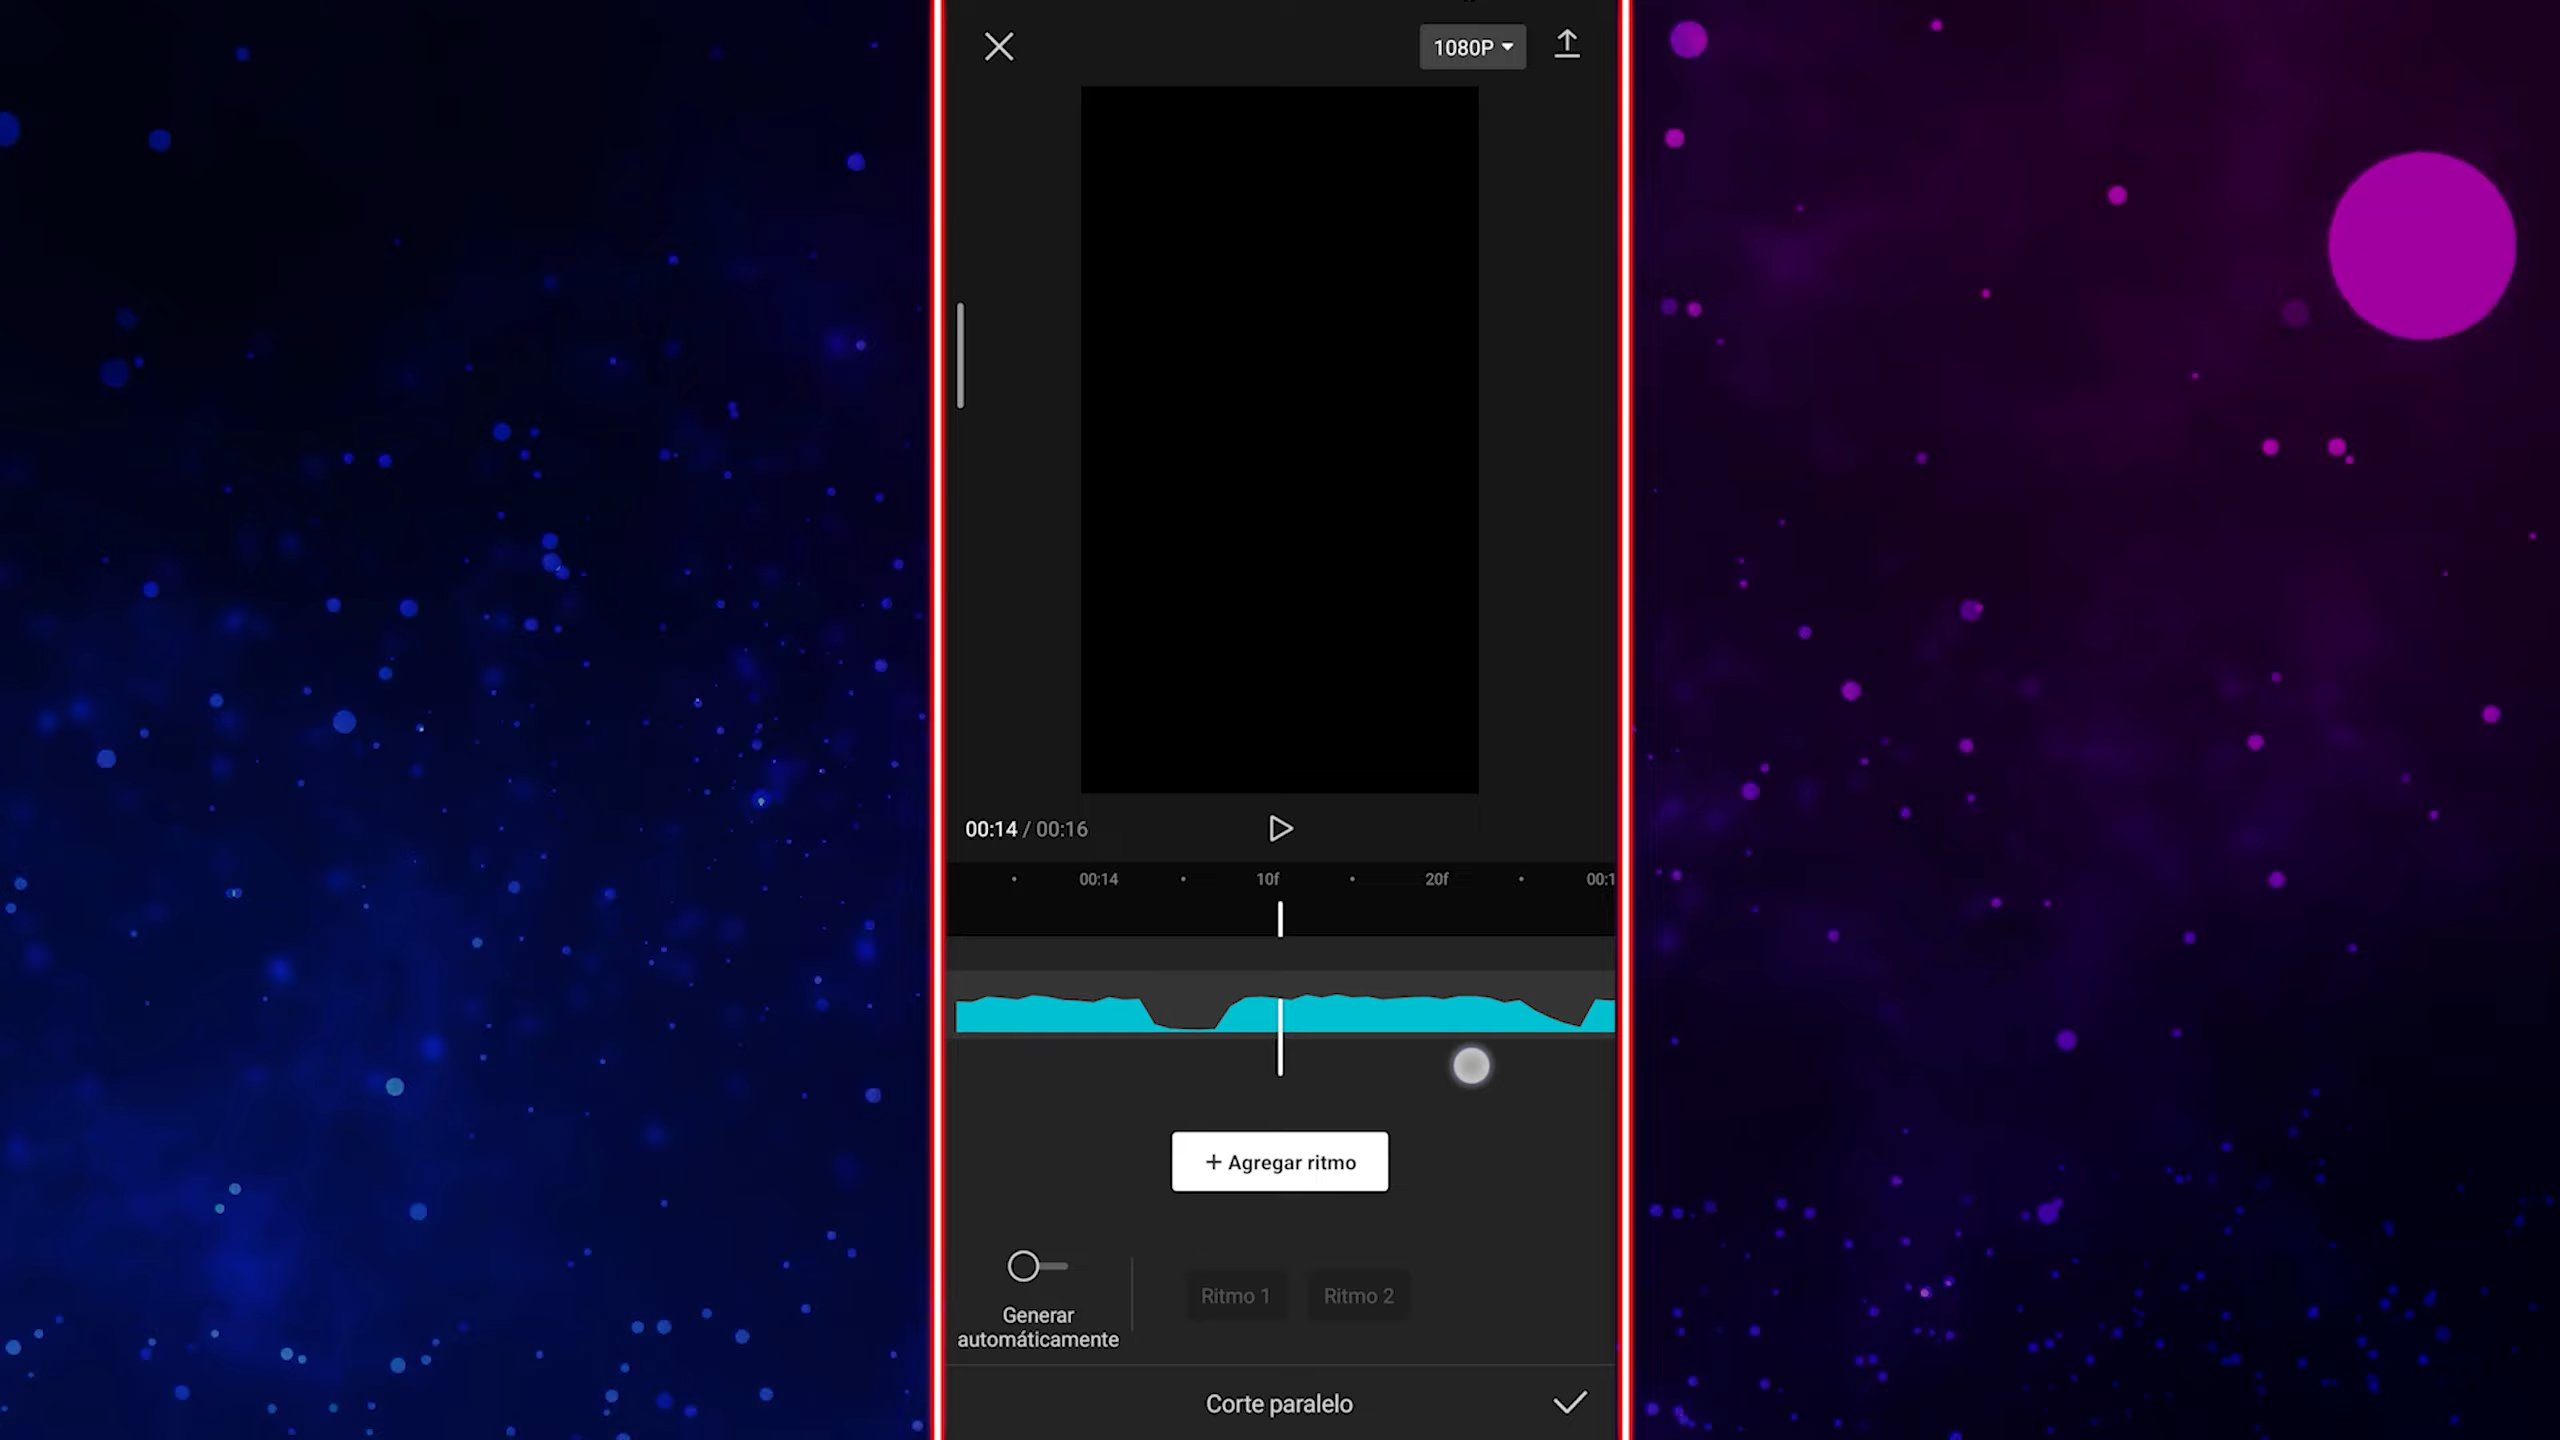 1080P
00:14 / 00:16
00:14 10f 20f 00:1
+ Agregar ritmo
Generar
automáticamente
Ritmo 1 Ritmo 2
Corte paralelo